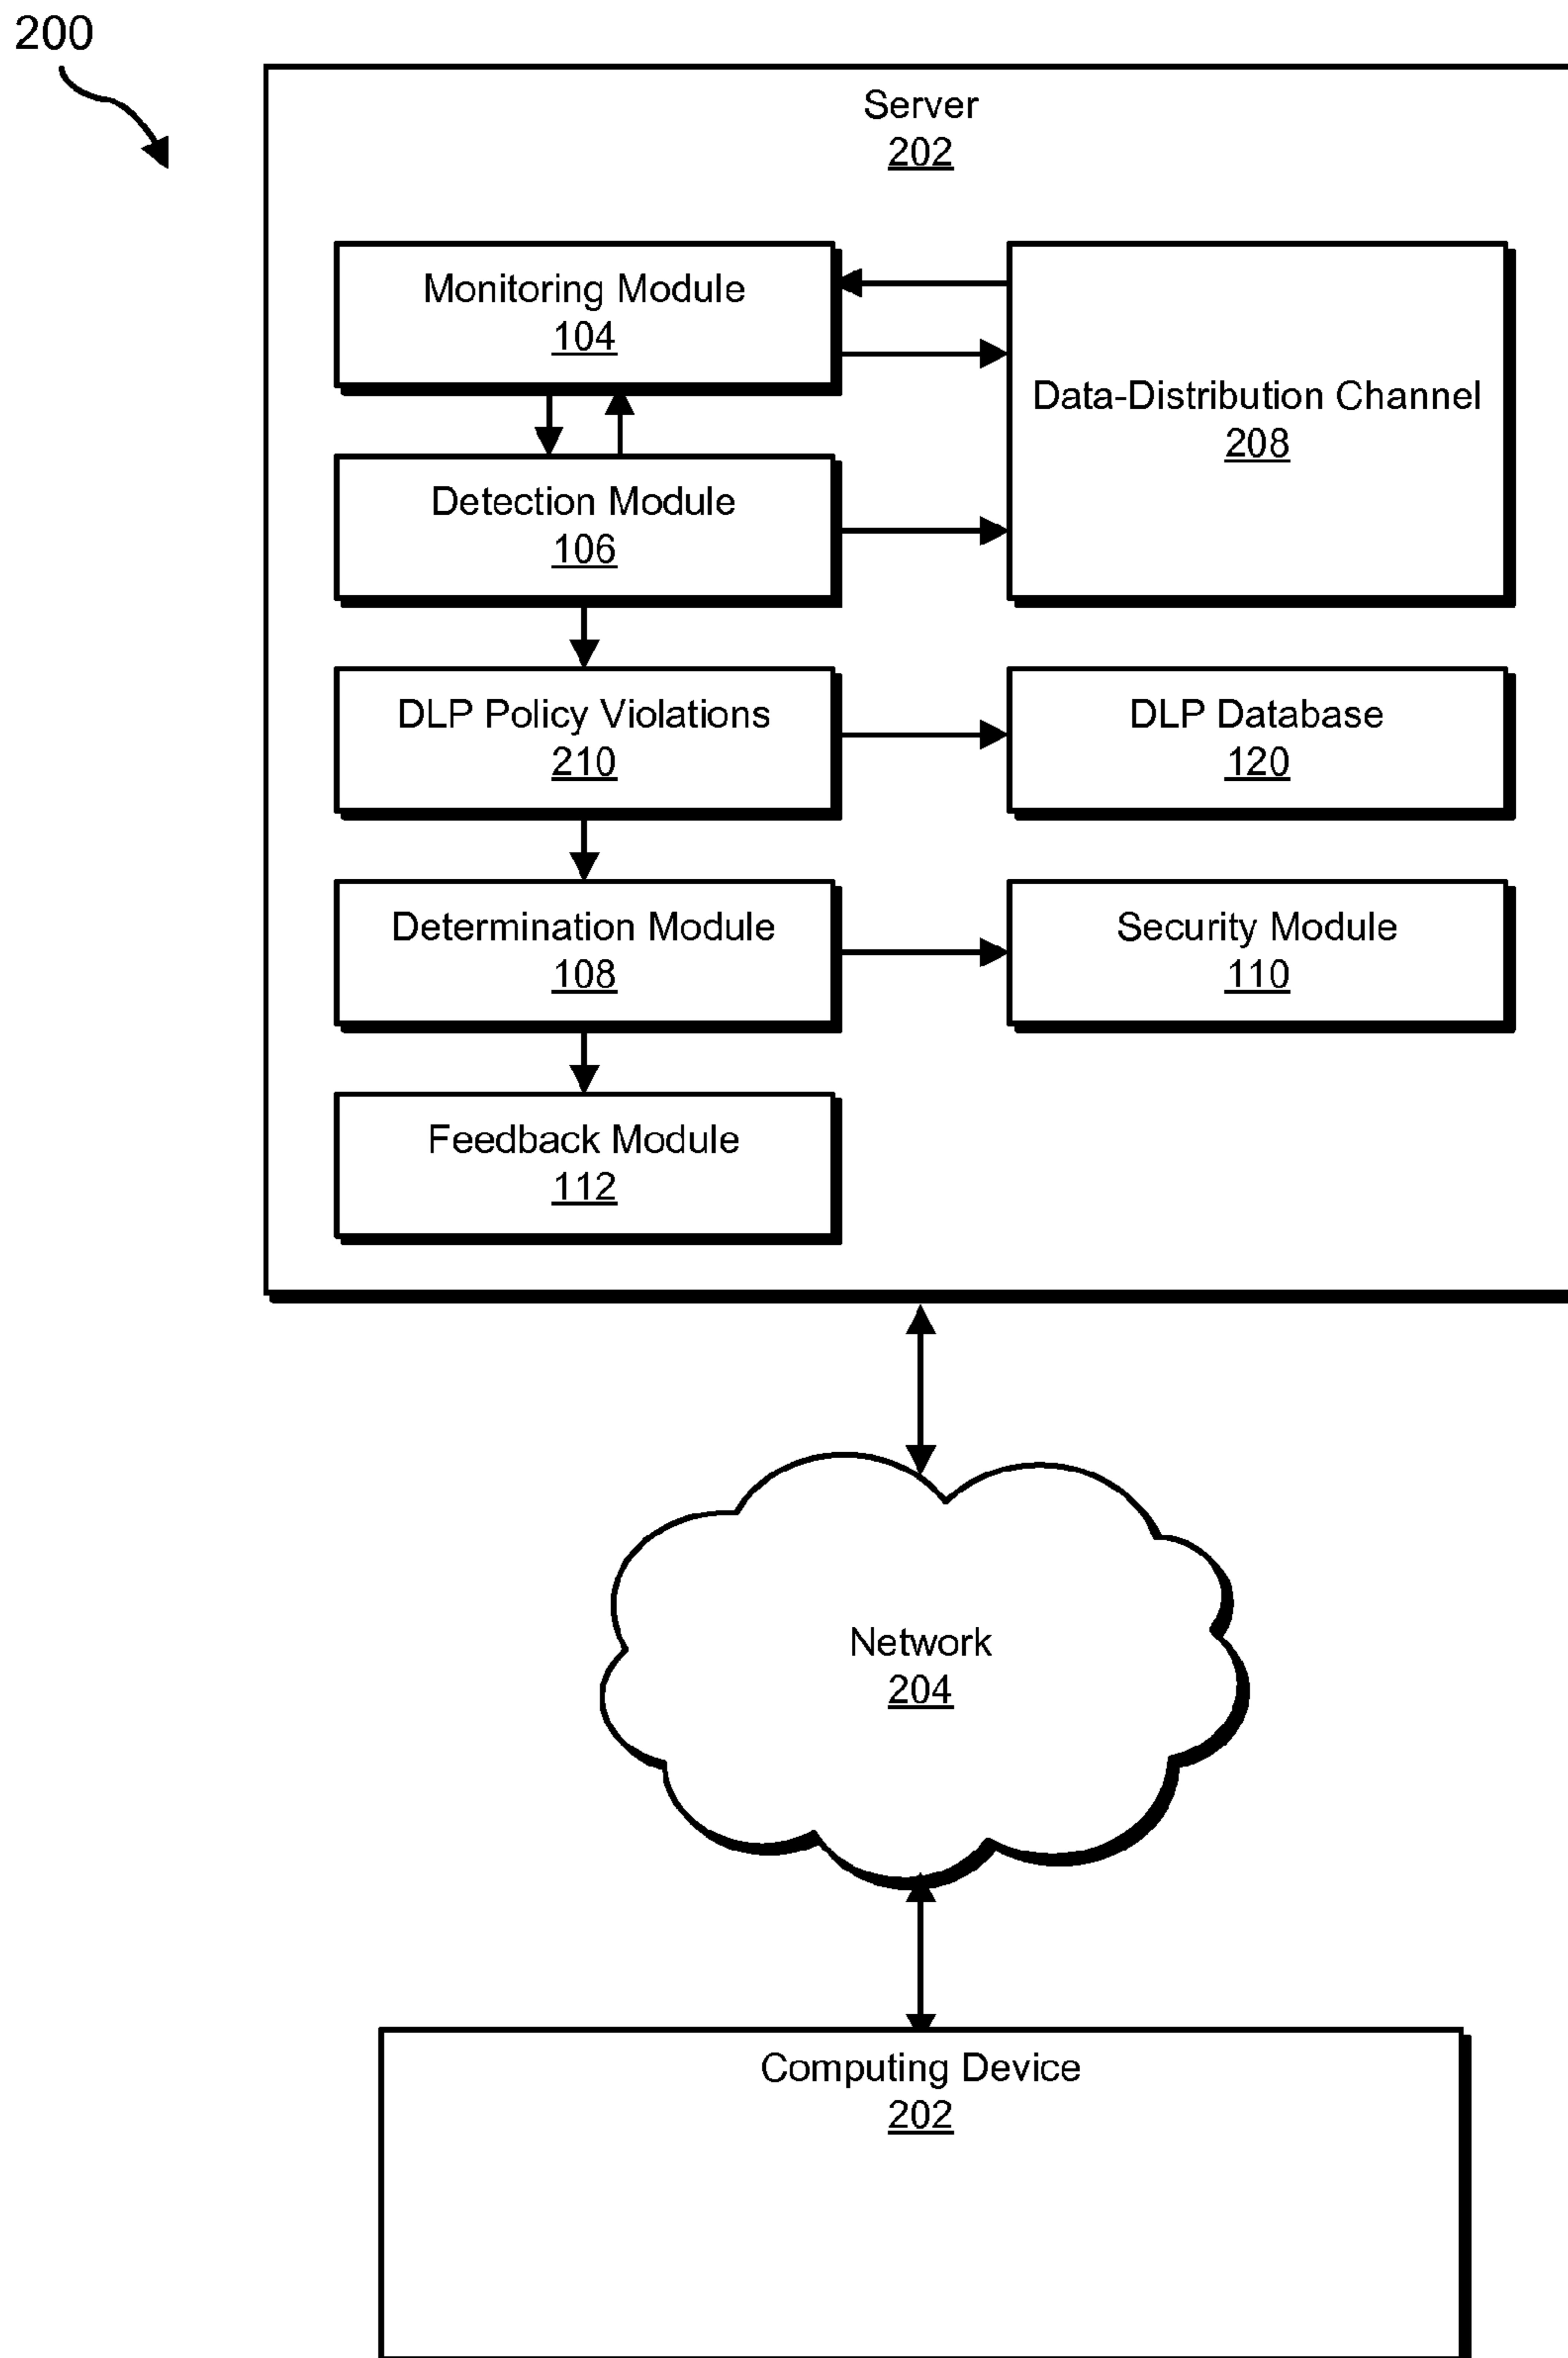 200
Server
202
Monitoring Module
104
Data-Distribution Channel
208
Detection Module
106
DLP Policy Violations
210
DLP Database
120
Determination Module
108
Security Module
110
Feedback Module
112
Network
204
Computing Device
202